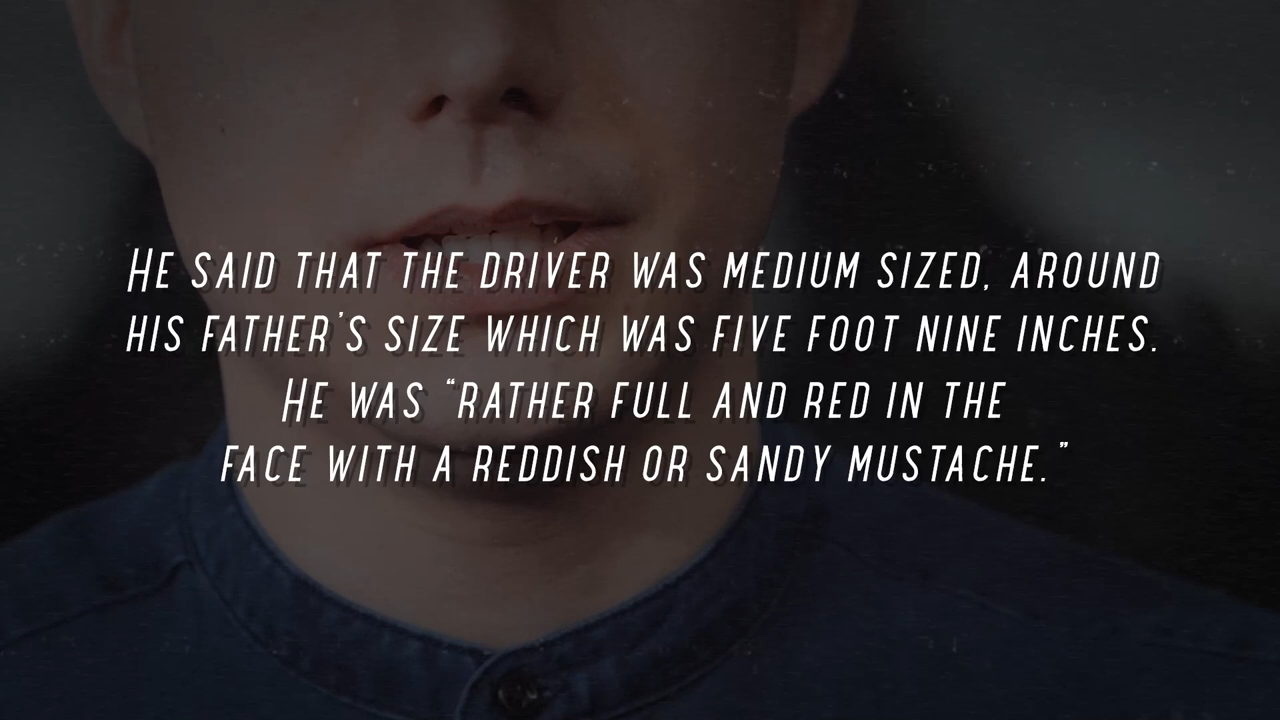 He said that the driver was medium sized, around
his father's size which was five foot nine inches.
He was “rather full and red in the
face with a reddish or sandy mustache.”